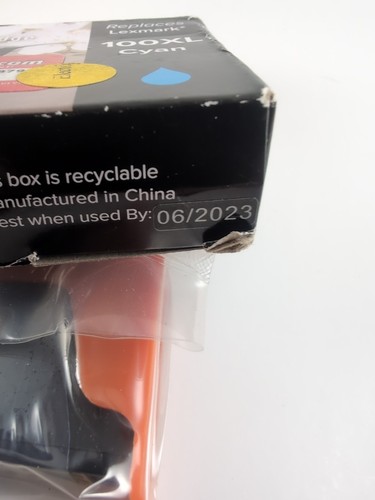 Replaces
Lexmark®
100XL
Cyan
s box is recyclable
anufactured in China
est when used By: 06/2023